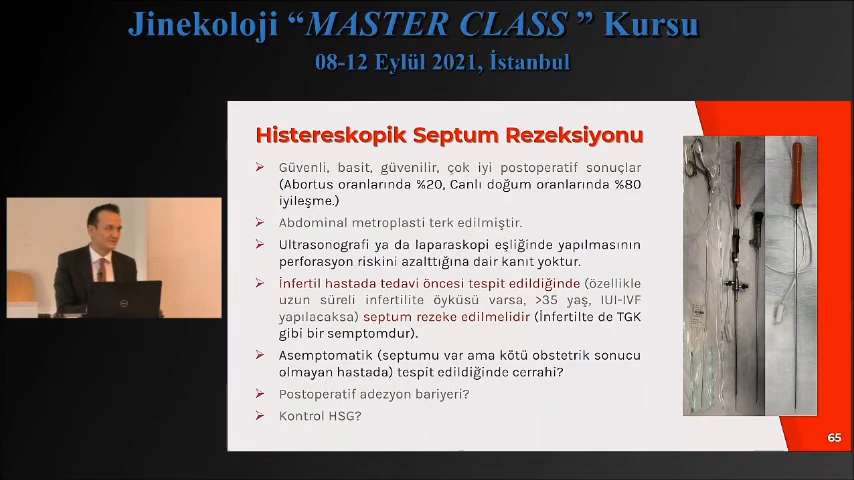 Jinekoloji “MASTER CLASS ” Kursu
08-12 Eylül 2021, İstanbul
Histereskopik Septum Rezeksiyonu
Güvenli, basit, güvenilir, çok iyi postoperatif sonuçlar
(Abortus oranlarında %20, Canlı doğum oranlarında %80
iyileşme.)
Abdominal metroplasti terk edilmiştir.
Ultrasonografi ya da laparaskopi eşliğinde yapılmasının
perforasyon riskini azalttığına dair kanıt yoktur.
İnfertil hastada tedavi öncesi tespit edildiğinde (özellikle
uzun süreli infertilite öyküsü varsa, >35 yaş, IUI-IVF
yapılacaksa) septum rezeke edilmelidir (İnfertilte de TGK
gibi bir semptomdur).
Asemptomatik (septumu var ama kötü obstetrik sonucu
olmayan hastada) tespit edildiğinde cerrahi?
Postoperatif adezyon bariyeri?
Kontrol HSG?
65